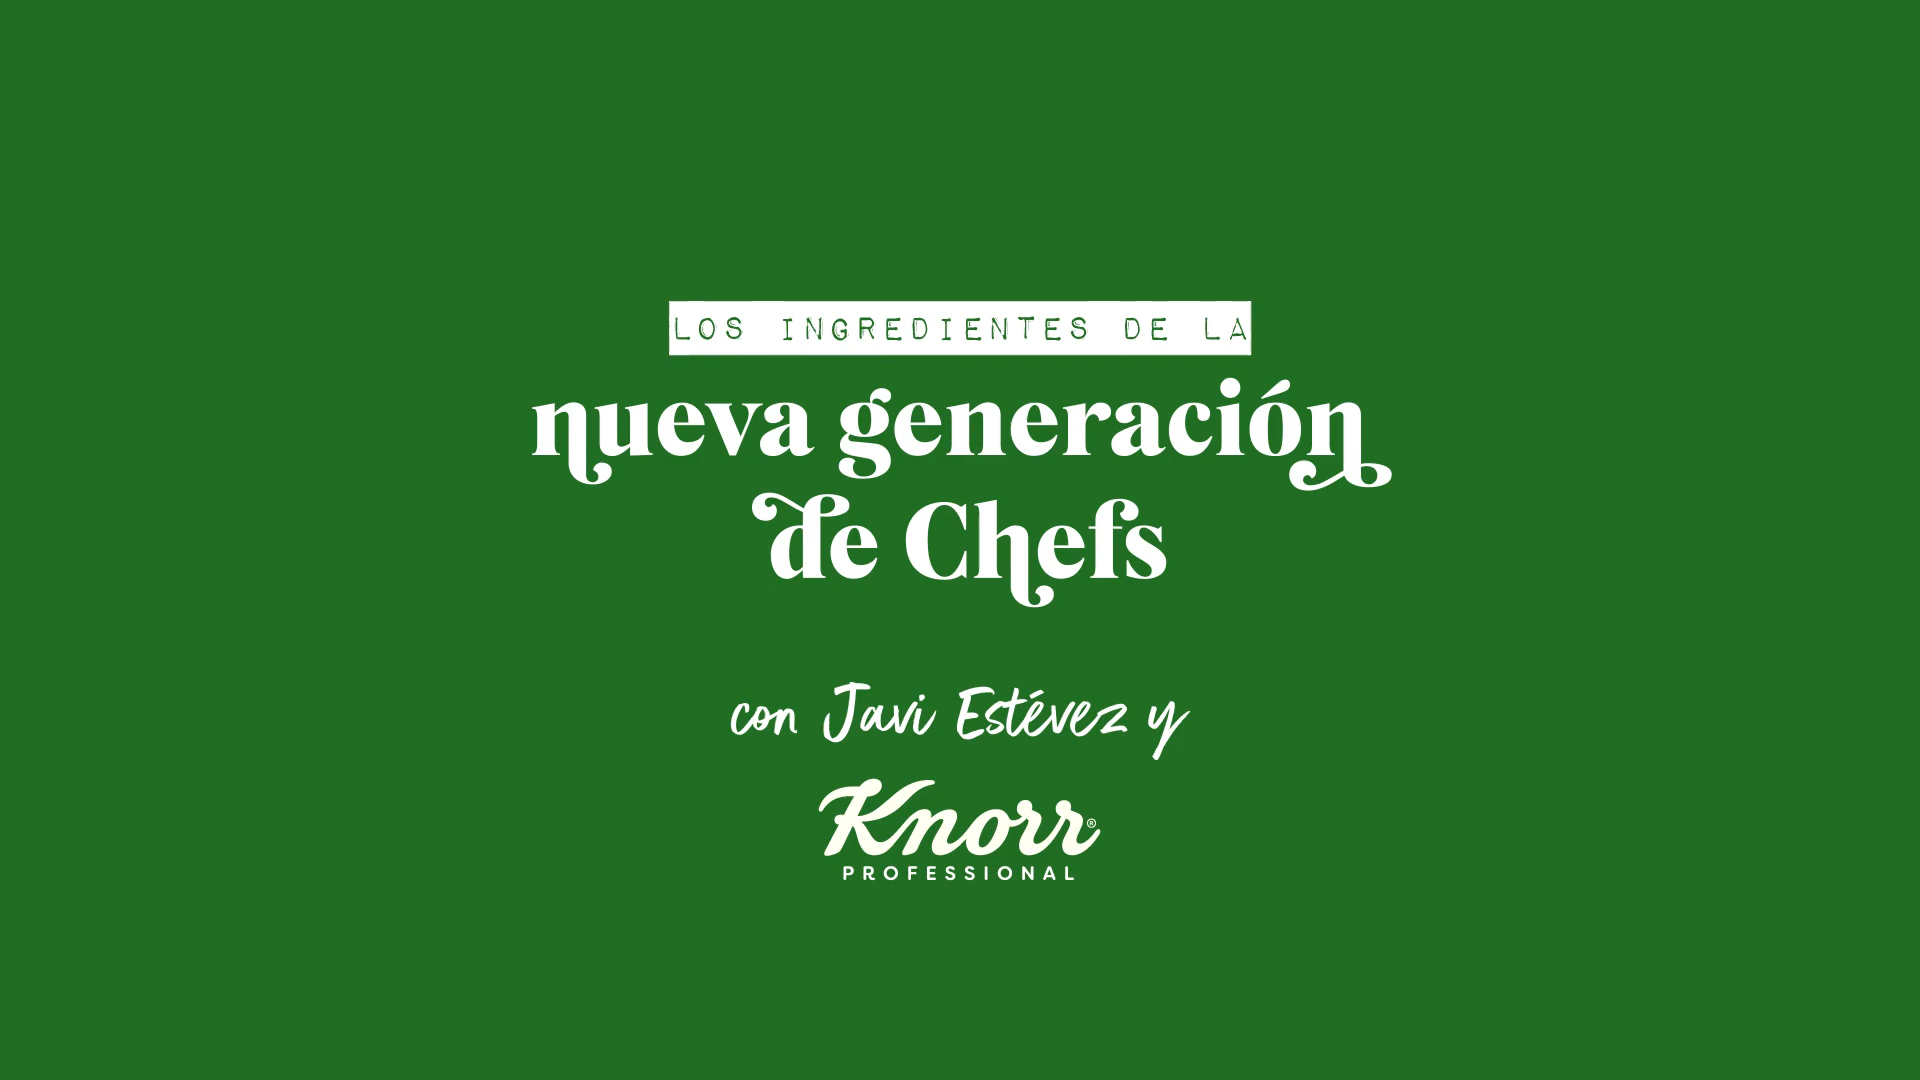 LOS INGREDIENTES DE LA
nueva generación
de Chefs
con Javi Estévez y
Knorr®
PROFESSIONAL